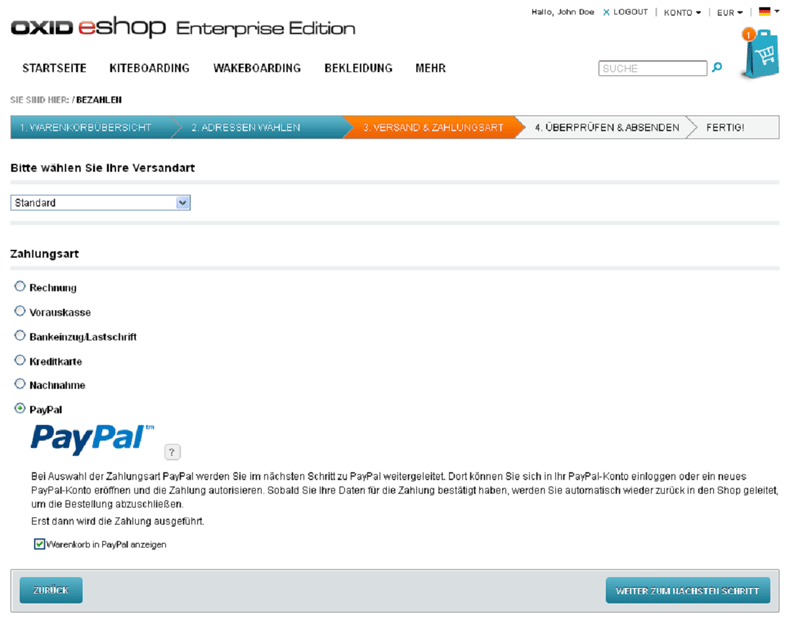 Hallo, John Doe X LOGOUT | KONTO | EUR |
OXID eshop Enterprise Edition
1
STARTSEITE KITEBOARDING WAKEBOARDING BEKLEIDUNG MEHR
SUCHE
SIE SIND HIER: / BEZAHLEN
1. WARENKORBÜBERSICHT 2. ADRESSEN WÄHLEN 3. VERSAND & ZAHLUNGSART 4. ÜBERPRÜFEN & ABSENDEN FERTIG!
Bitte wählen Sie Ihre Versandart
Standard
Zahlungsart
Rechnung
Vorauskasse
Bankeinzug/Lastschrift
Kreditkarte
Nachnahme
PayPal
PayPal™
?
Bei Auswahl der Zahlungsart PayPal werden Sie im nächsten Schritt zu PayPal weitergeleitet. Dort können Sie sich in Ihr PayPal-Konto einloggen oder ein neues
PayPal-Konto eröffnen und die Zahlung autorisieren. Sobald Sie Ihre Daten für die Zahlung bestätigt haben, werden Sie automatisch wieder zurück in den Shop geleitet,
um die Bestellung abzuschließen.
Erst dann wird die Zahlung ausgeführt.
Warenkorb in PayPal anzeigen
ZURÜCK WEITER ZUM NÄCHSTEN SCHRITT